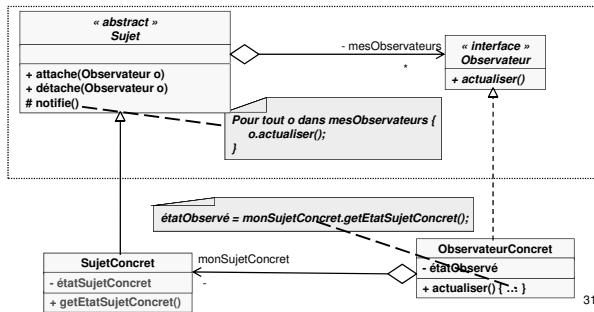 « abstract »
Sujet
+ attache(Observateur o)
+ détache(Observateur o)
# notifie()
- mesObservateurs
*
« interface »
Observateur
+ actualiser()
Pour tout o dans mesObservateurs {
o.actualiser();
}
étatObservé = monSujetConcret.getEtatSujetConcret();
SujetConcret
- étatSujetConcret
+ getEtatSujetConcret()
monSujetConcret
-
ObservateurConcret
- étatObservé
+ actualiser() { ... }
31